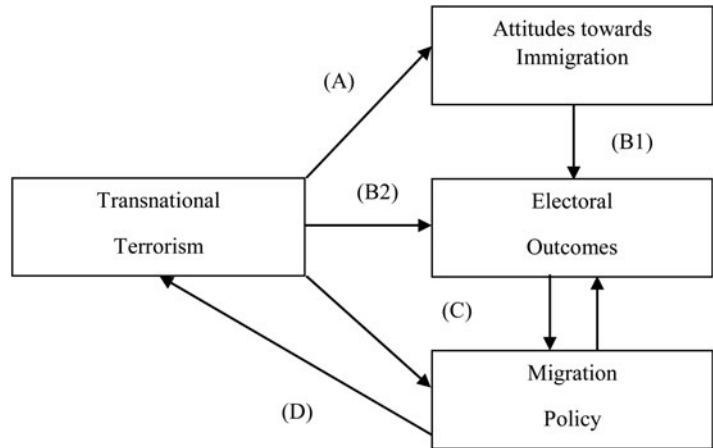 Attitudes towards
Immigration
(A)
(B1)
Transnational
Terrorism
(B2)
Electoral
Outcomes
(C)
Migration
Policy
(D)